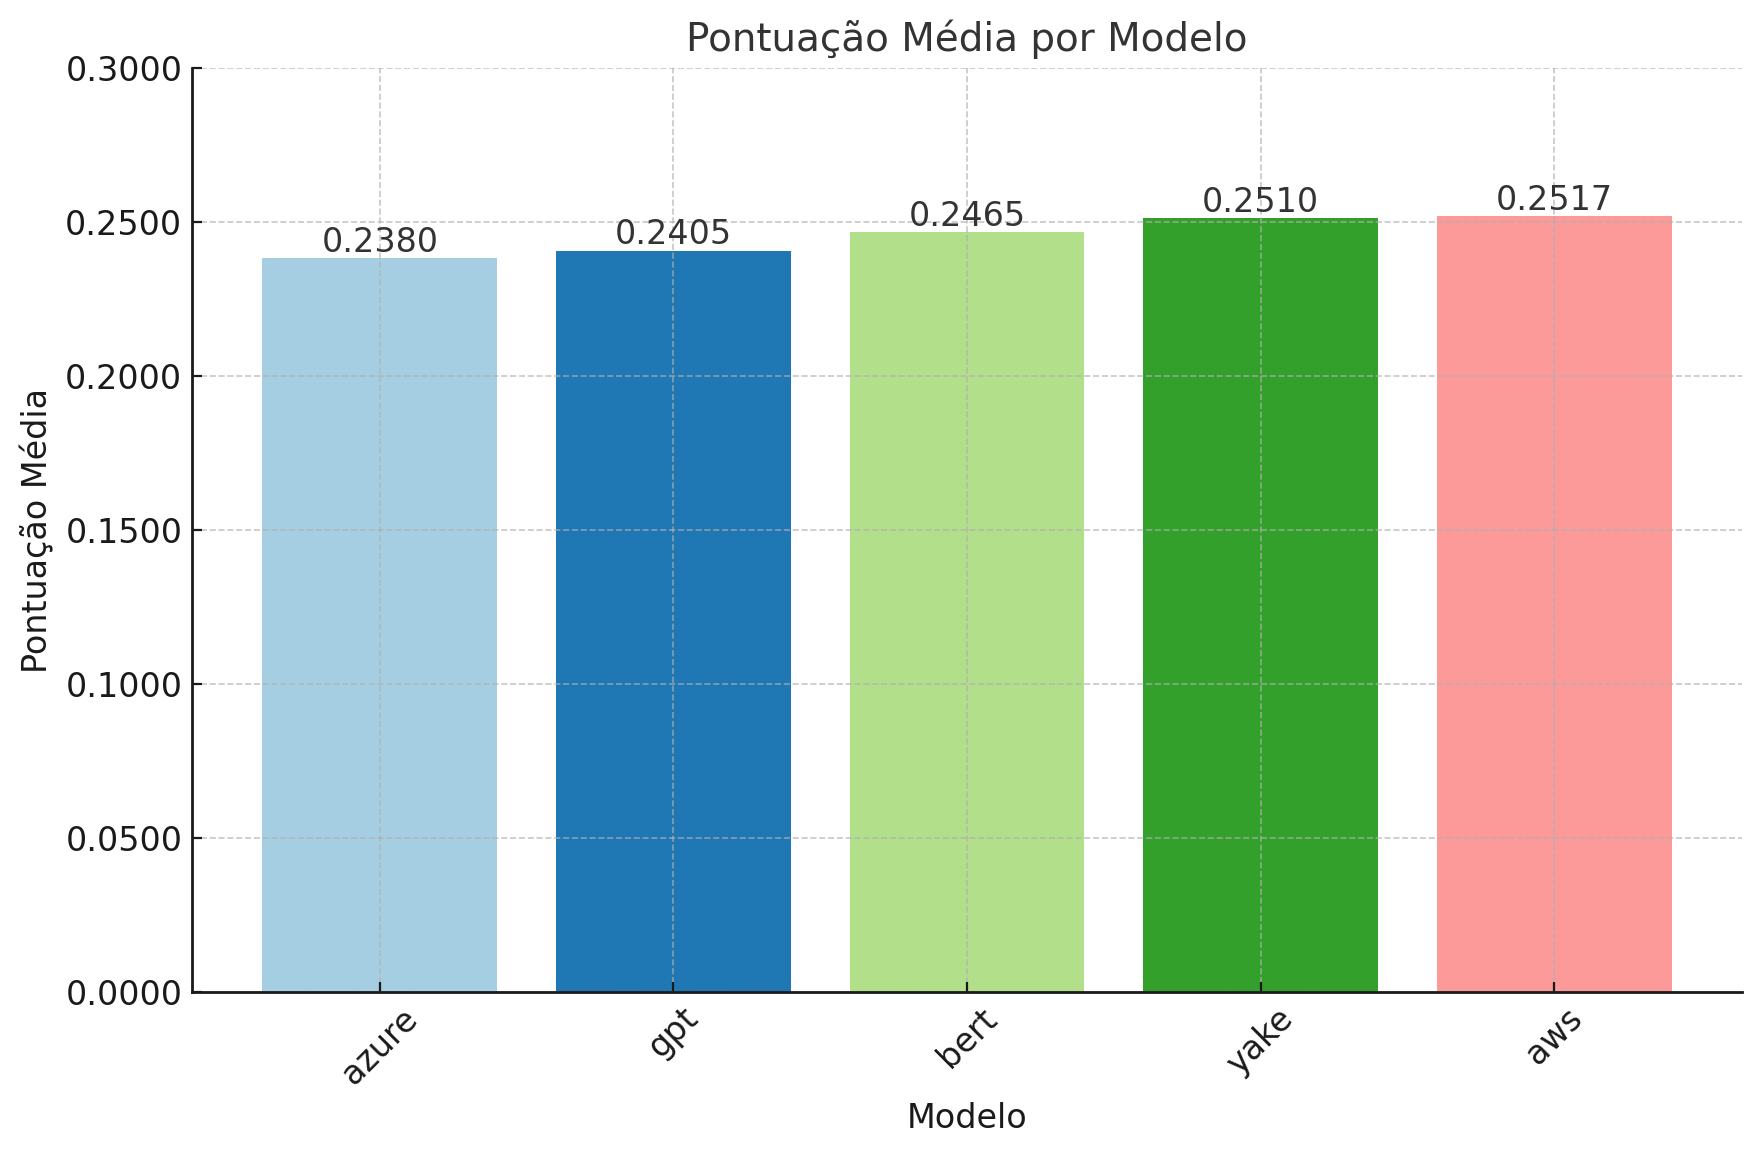 Pontuação Média por Modelo
0.3000
0.2500
0.2000
0.1500
0.1000
0.0500
0.0000
Pontuação Média
0.2380
0.2405
0.2465
0.2510
0.2517
azure
gpt
bert
yake
aws
Modelo